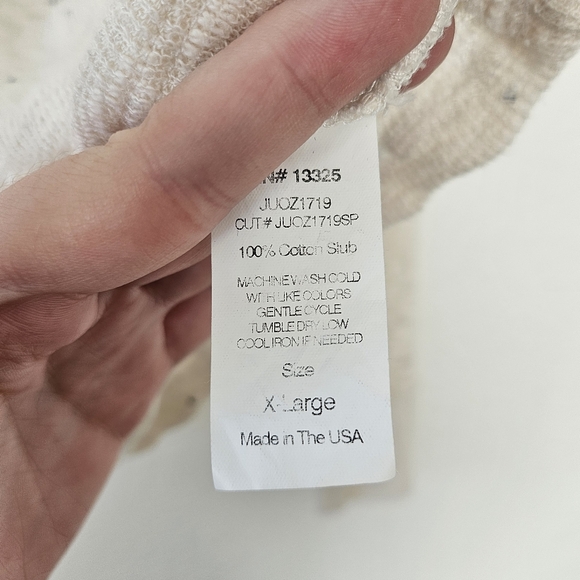 N# 13325
JUOZ1719
CUT# JUOZ1719SP
100% Cotton Slub
MACHINE WASH COLD
WITH LIKE COLORS
GENTLE CYCLE
TUMBLE DRY LOW
COOL IRON IF NEEDED
Size
X-Large
Made in The USA